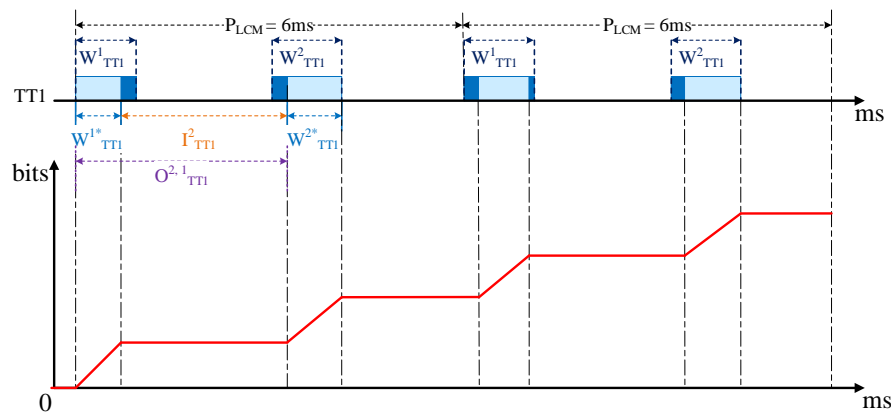 P_LCM = 6ms P_LCM = 6ms
W^1_TT1 W^2_TT1 W^1_TT1 W^2_TT1
TT1
ms
W^1*_TT1 I^2_TT1 W^2*_TT1
bits
O^2, 1_TT1
0
ms